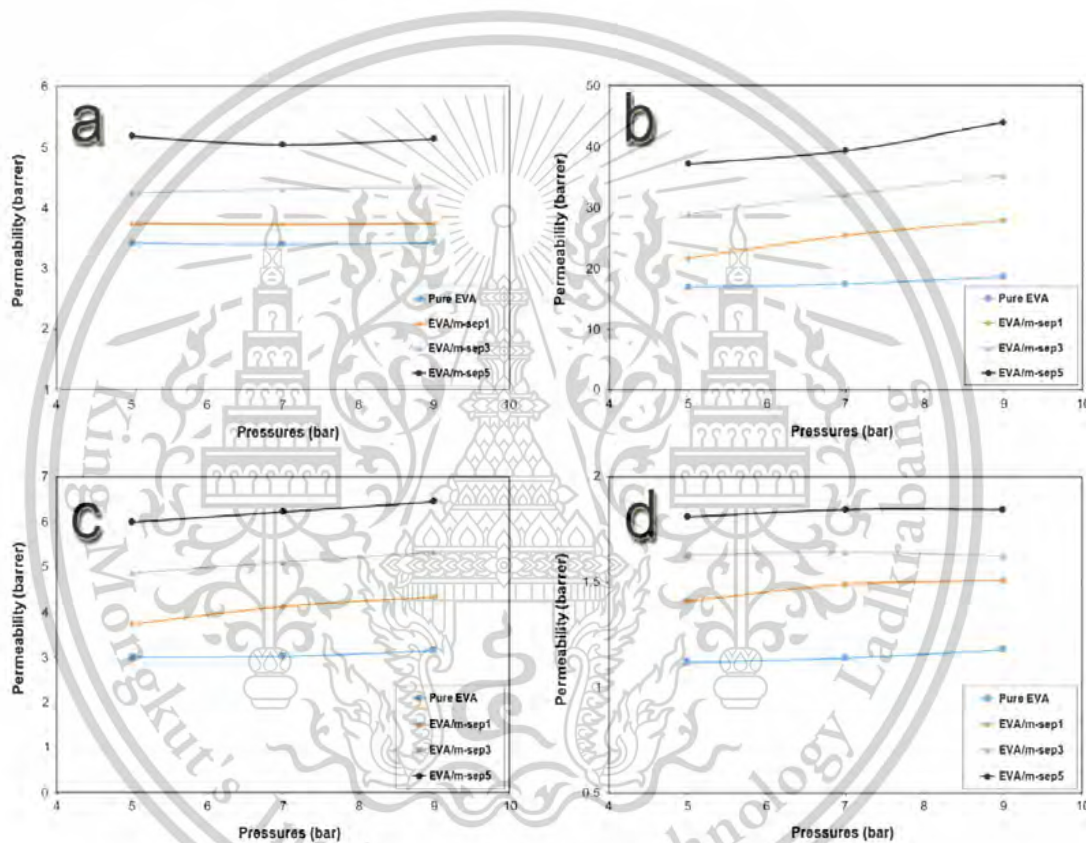 a
6
5
4
3
2
1
Permeability (barrer)
4 5 6 7 8 9 10
Pressures (bar)
Pure EVA
EVA/m-sep1
EVA/m-sep3
EVA/m-sep5
b
50
40
30
20
10
0
Permeability (barrer)
4 5 6 7 8 9 10
Pressures (bar)
Pure EVA
EVA/m-sep1
EVA/m-sep3
EVA/m-sep5
c
7
6
5
4
3
2
1
0
Permeability (barrer)
4 5 6 7 8 9 10
Pressures (bar)
Pure EVA
EVA/m-sep1
EVA/m-sep3
EVA/m-sep5
d
2
1.5
1
0.5
Permeability (barrer)
4 5 6 7 8 9 10
Pressures (bar)
Pure EVA
EVA/m-sep1
EVA/m-sep3
EVA/m-sep5
King Mongkut's Technology Ladkrabang